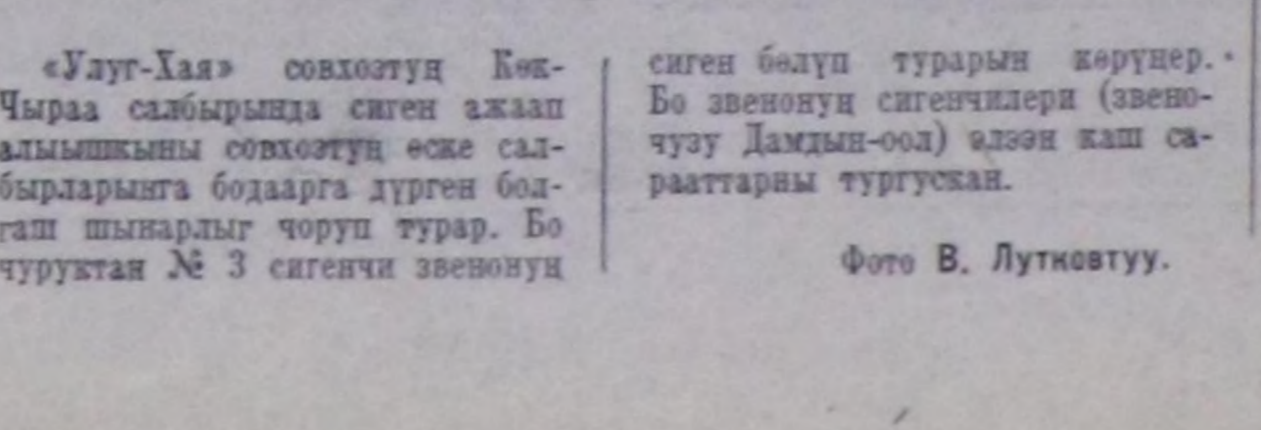 «Улуг-Хая» совхозтуң Көк-
Чыраа салбырында сиген ажаап
алыышкыны совхозтуң өске сал-
бырларынга бодаарга дүрген бол-
гаш шынарлыг чоруп турар. Бо
чуруктан № 3 сигенчи звенонуң
сиген бөлүп турарын көрүңер.
Бо звенонуң сигенчилери (звено-
чузу Дамдын-оол) элээн каш са-
рааттарны тургускан.
Фото В. Лутковтуу.